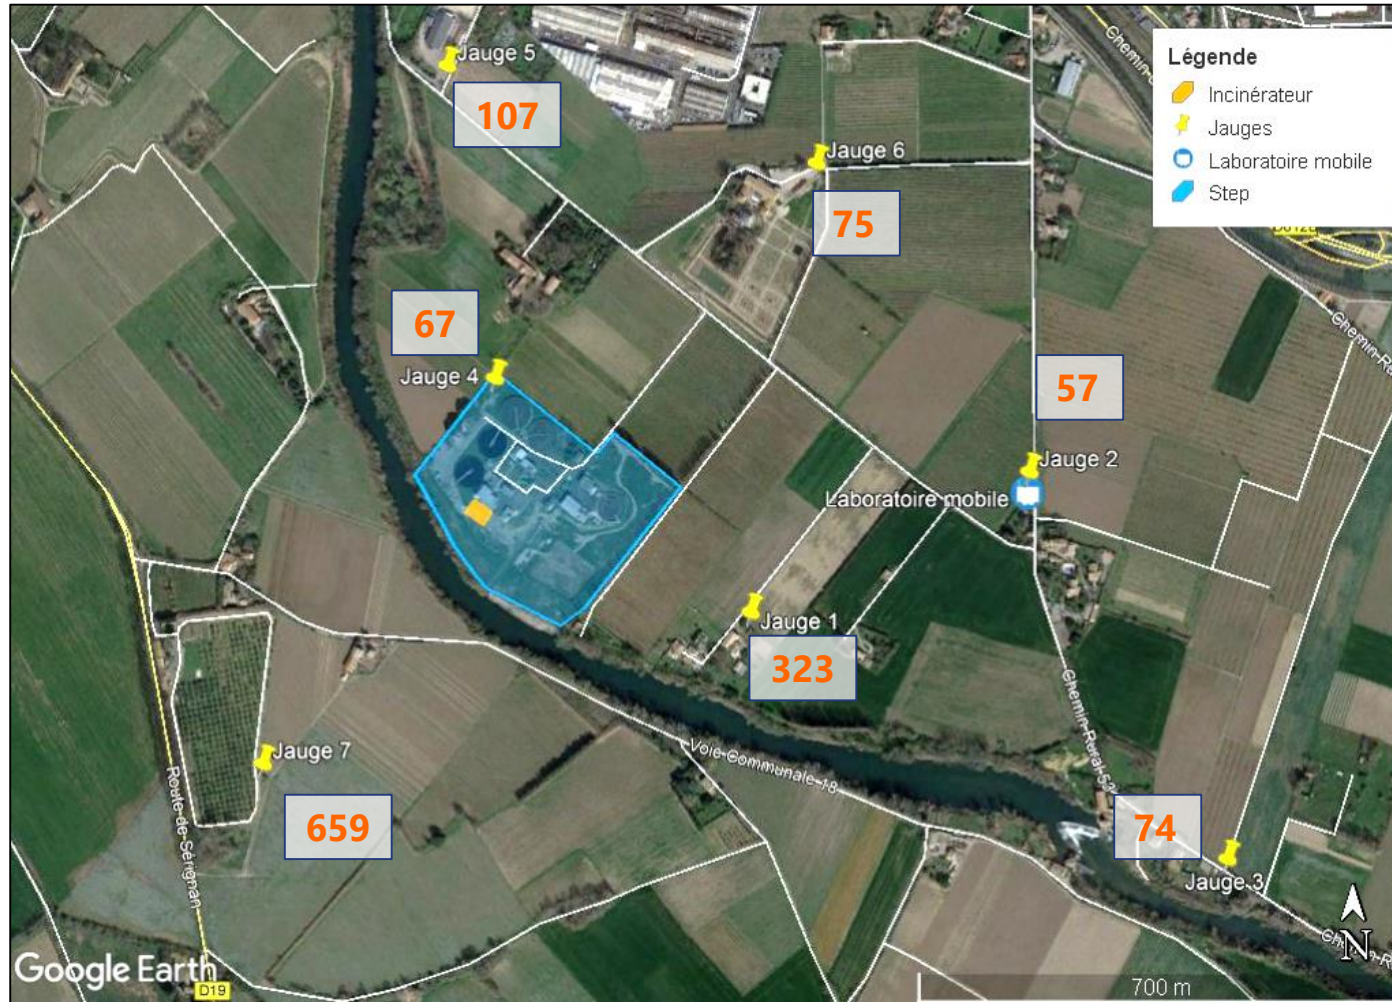 Jauge 5
107
Légende
Incinérateur
Jauges
Laboratoire mobile
Step
Jauge 6
75
67
Jauge 4
57
Jauge 2
Laboratoire mobile
Jauge 1
323
Chemin Rural 53
Jauge 7
Voie Communale 18
659
Route de Sérignan
74
Jauge 3
N
Google Earth
D19
700 m